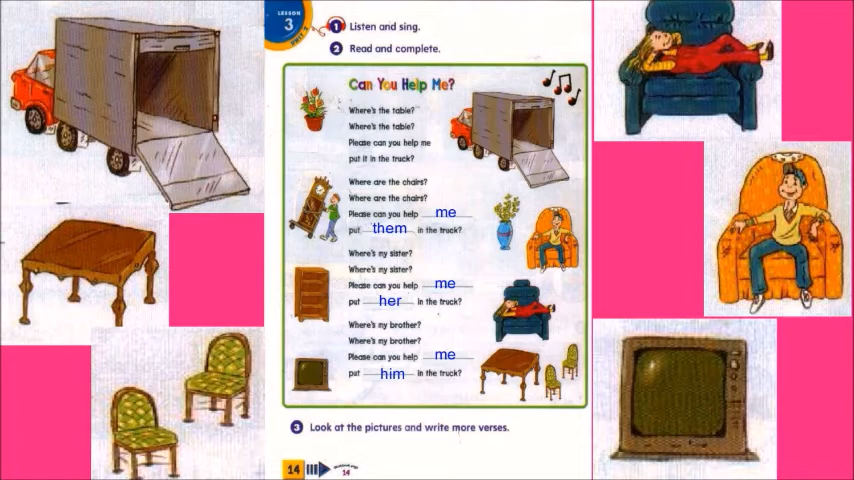 LESSON
3
UNIT 2
1 Listen and sing.
2 Read and complete.
Can You Help Me?
Where's the table?
Where's the table?
Please can you help me
put it in the truck?
Where are the chairs?
Where are the chairs?
Please can you help me
put them in the truck?
Where's my sister?
Where's my sister?
Please can you help me
put her in the truck?
Where's my brother?
Where's my brother?
Please can you help me
put him in the truck?
3 Look at the pictures and write more verses.
14
14